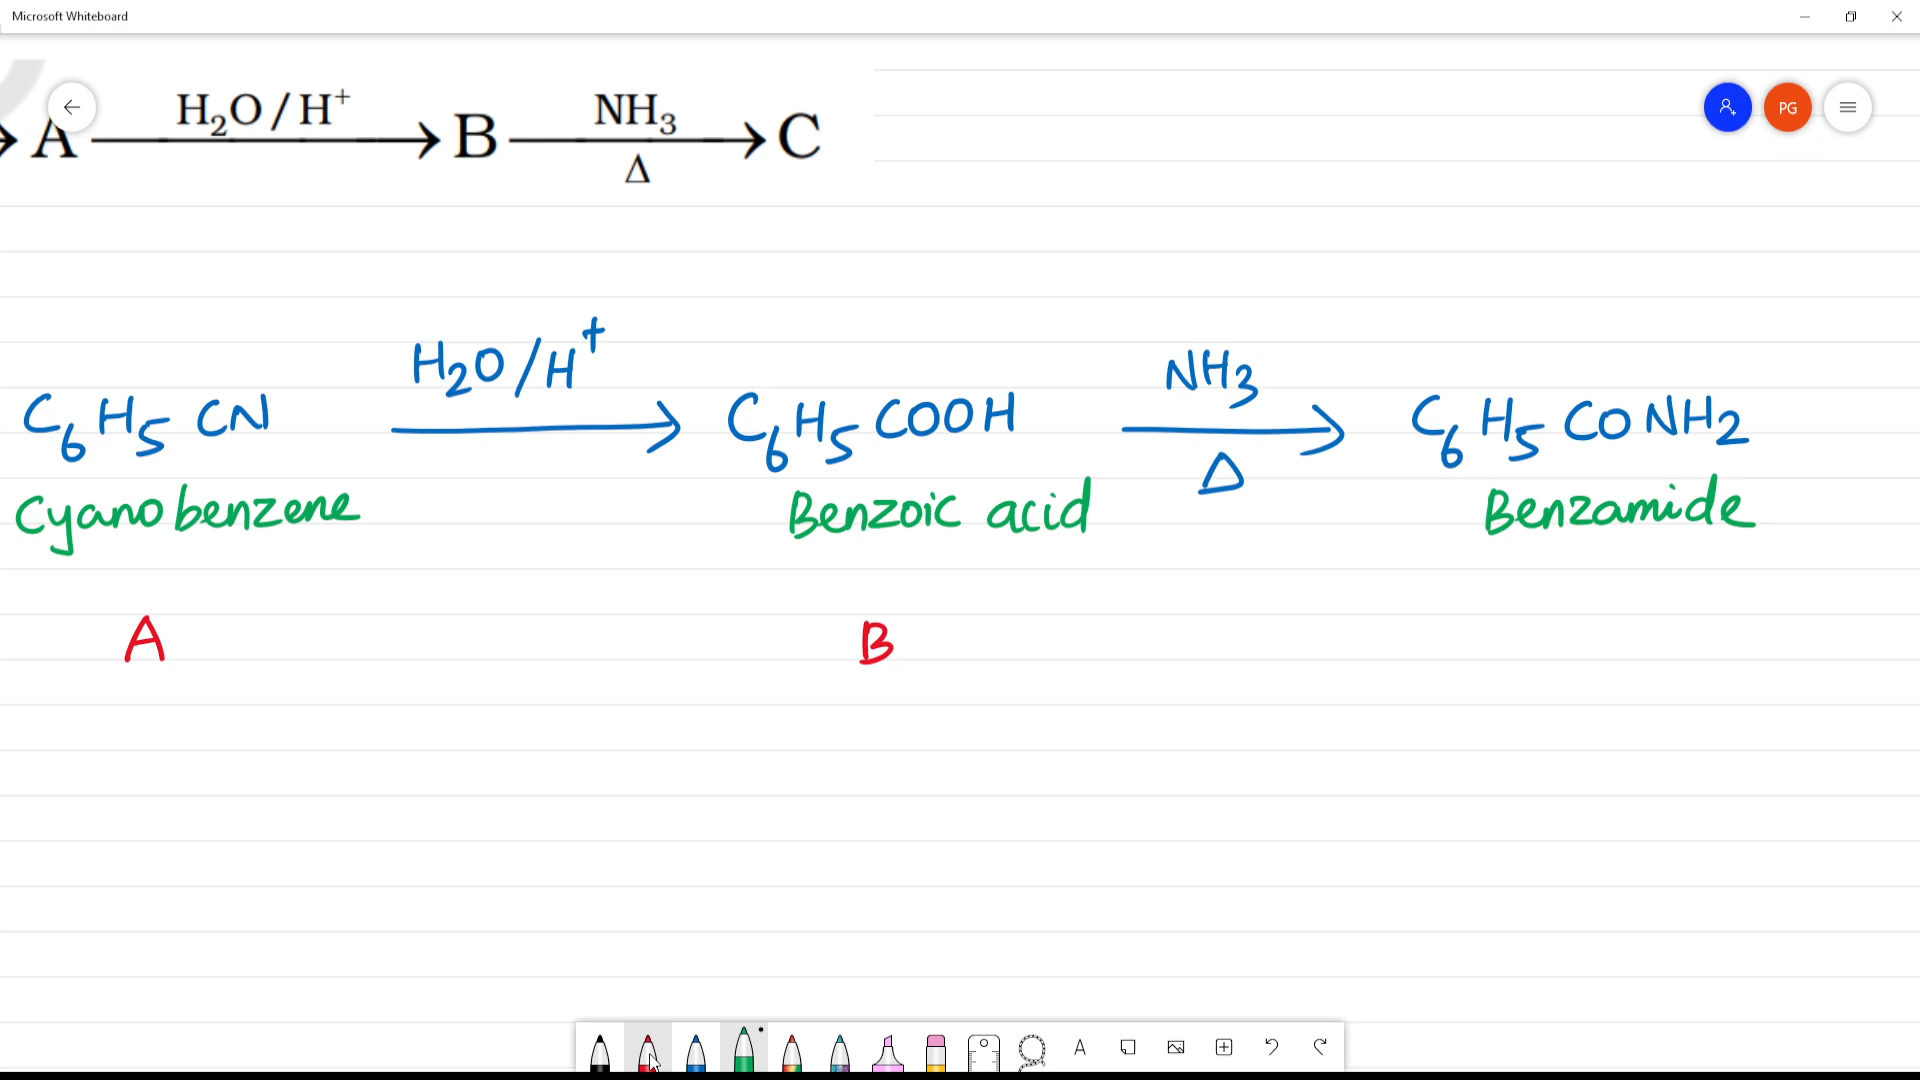 Microsoft Whiteboard
A H₂O / H⁺ → B NH₃ Δ → C
PG
C₆H₅CN H₂O/H⁺ → C₆H₅COOH NH₃ Δ → C₆H₅CONH₂
Cyanobenzene Benzoic acid Benzamide
A B
A